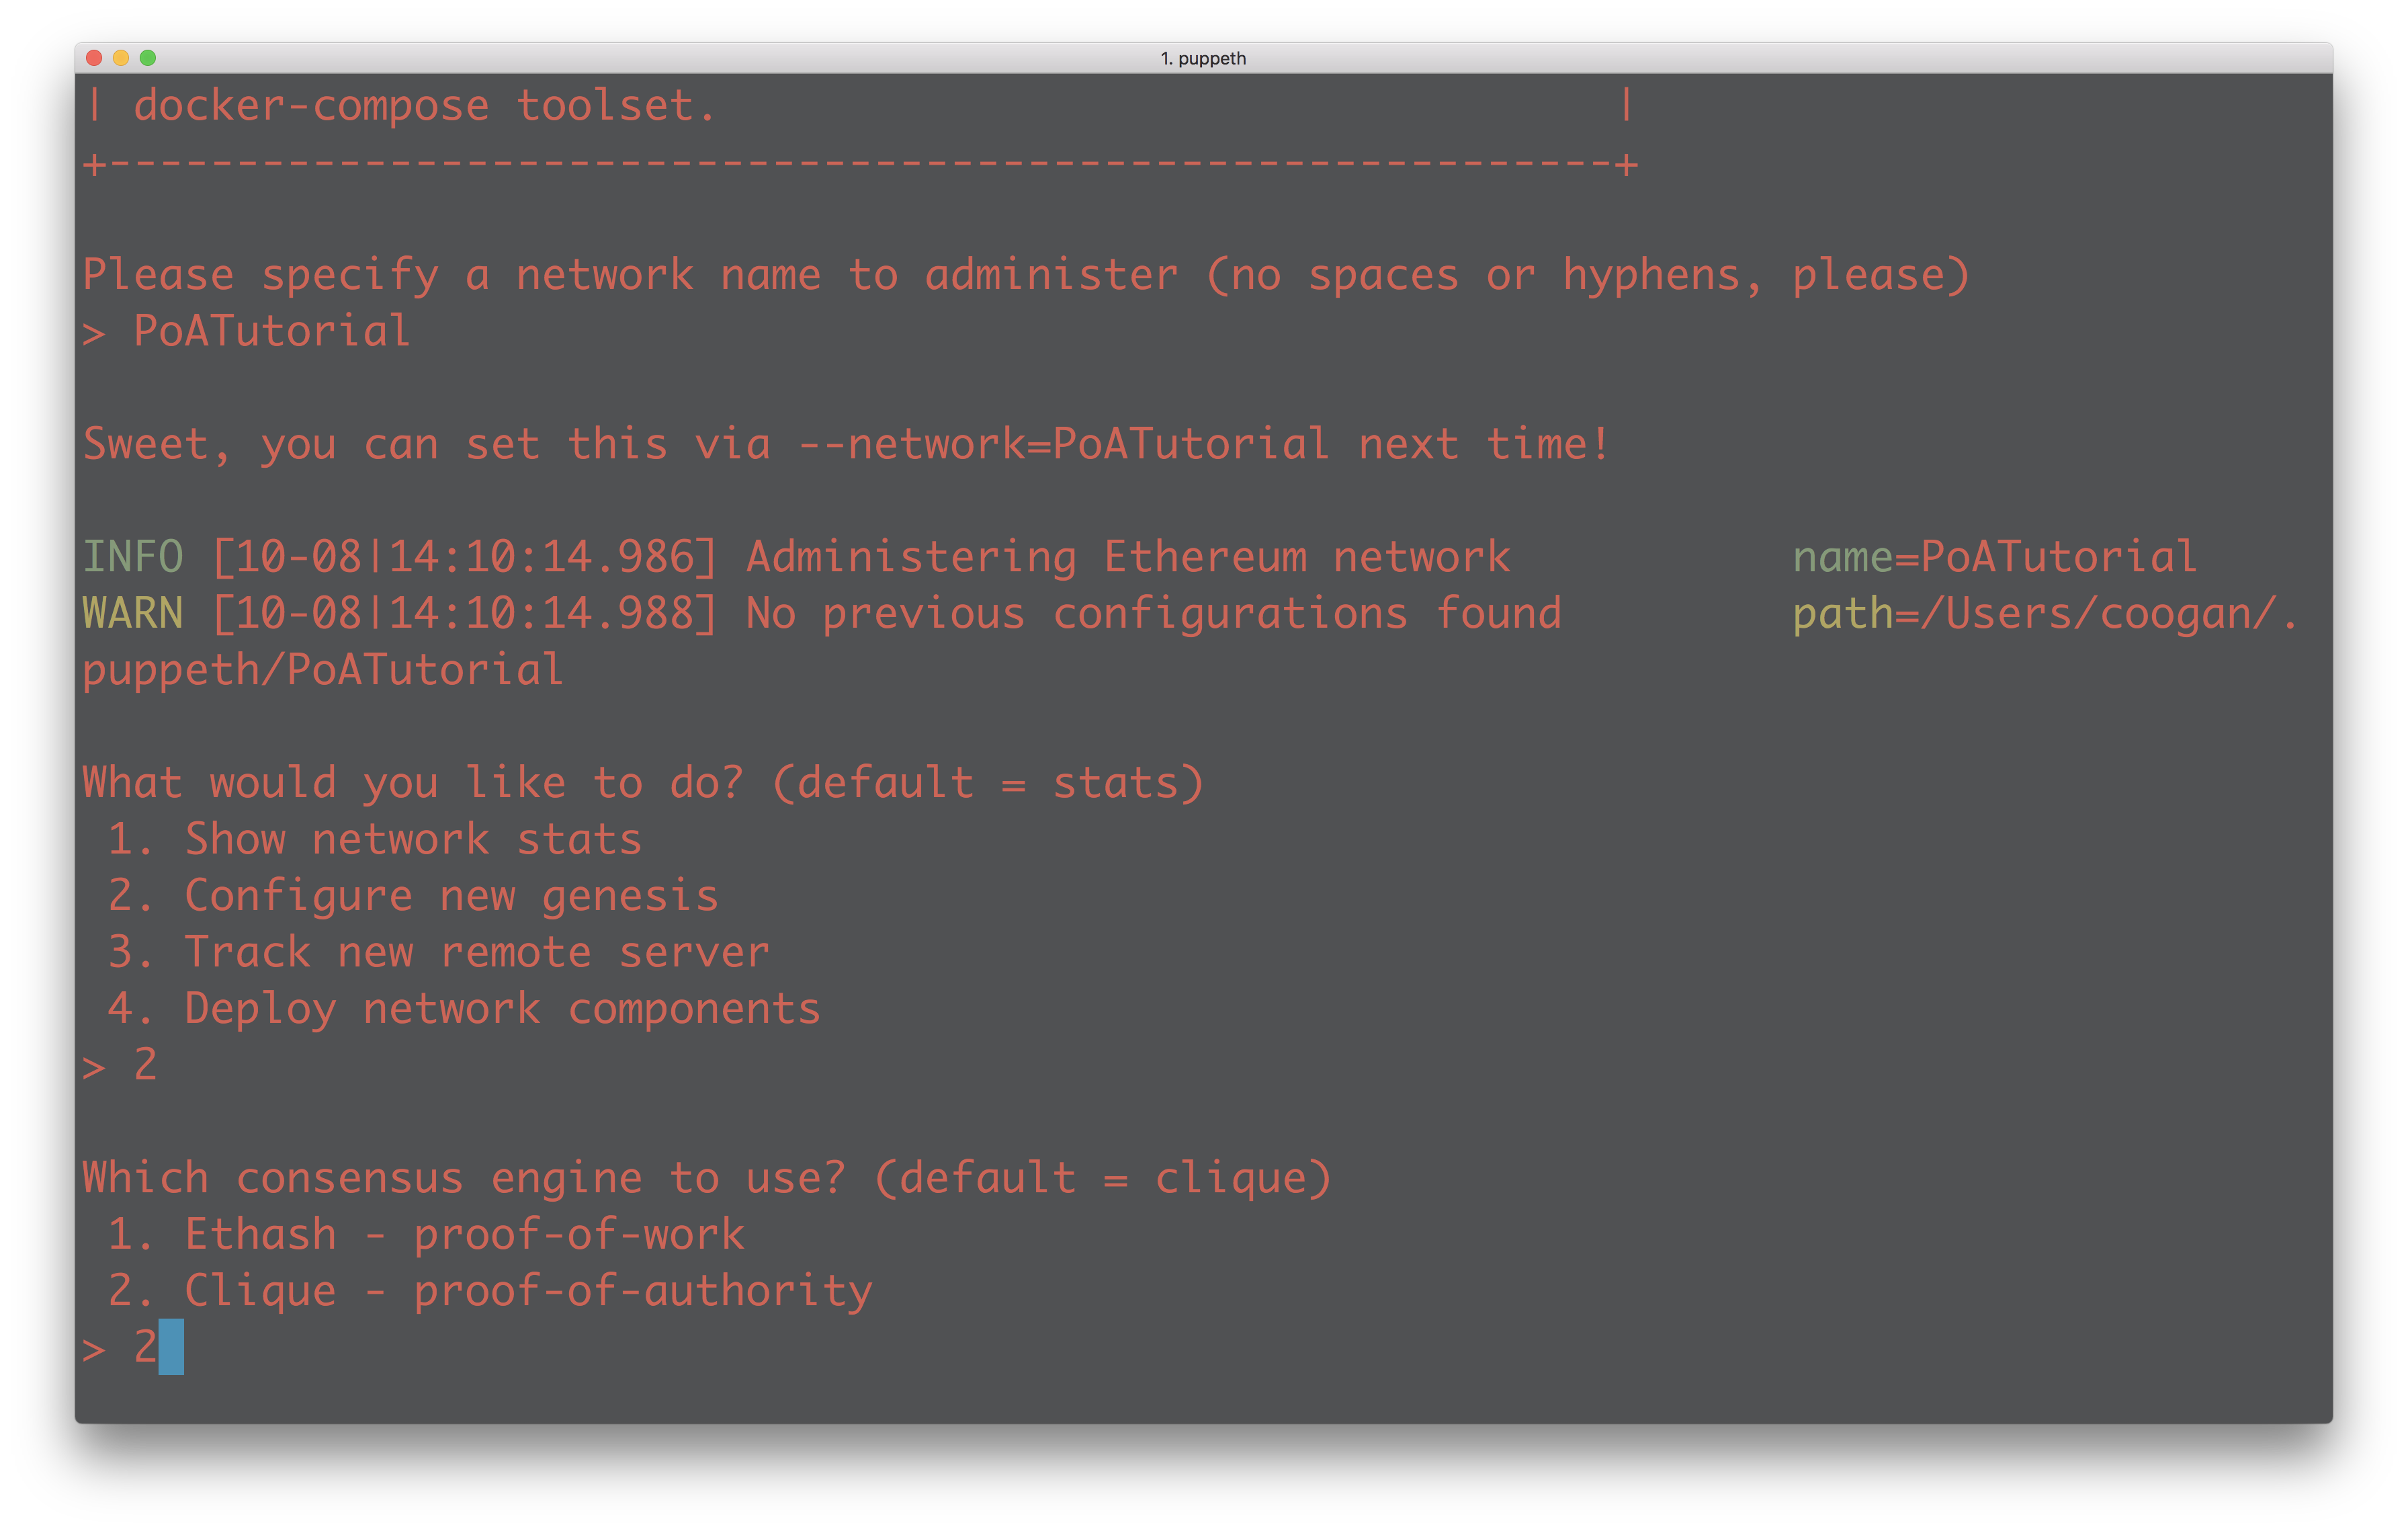 1. puppeth
| docker-compose toolset.                                   |
+-----------------------------------------------------------+
Please specify a network name to administer (no spaces or hyphens, please)
> PoATutorial
Sweet, you can set this via --network=PoATutorial next time!
INFO [10-08|14:10:14.986] Administering Ethereum network           name=PoATutorial
WARN [10-08|14:10:14.988] No previous configurations found         path=/Users/coogan/.
puppeth/PoATutorial
What would you like to do? (default = stats)
 1. Show network stats
 2. Configure new genesis
 3. Track new remote server
 4. Deploy network components
> 2
Which consensus engine to use? (default = clique)
 1. Ethash - proof-of-work
 2. Clique - proof-of-authority
> 2